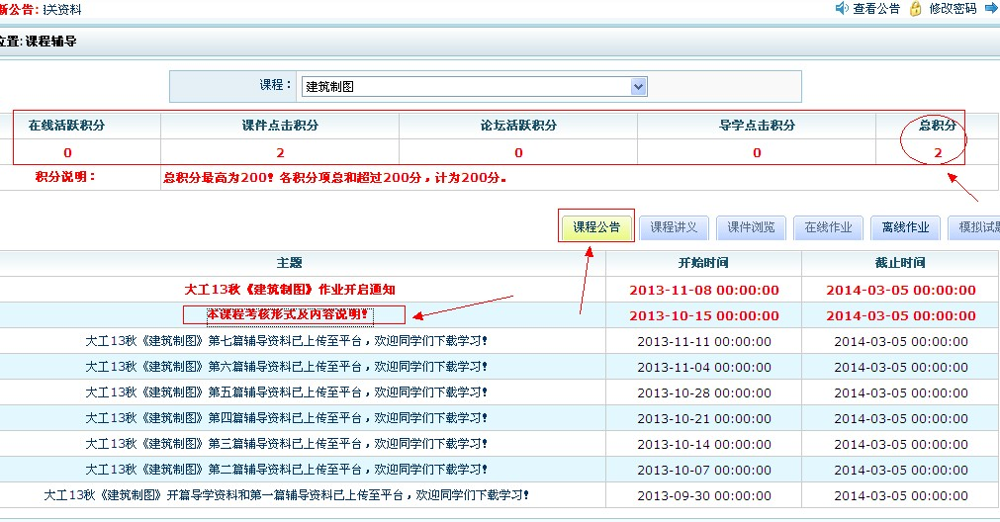 新公告: 关资料
查看公告 修改密码
位置: 课程辅导
课程： 建筑制图
在线活跃积分 课件点击积分 论坛活跃积分 导学点击积分 总积分
0 2 0 0 2
积分说明： 总积分最高为200！各积分项总和超过200分，计为200分。
课程公告 课程讲义 课件浏览 在线作业 离线作业 模拟试题
主题 开始时间 截止时间
大工13秋《建筑制图》作业开启通知 2013-11-08 00:00:00 2014-03-05 00:00:00
本课程考核形式及内容说明！ 2013-10-15 00:00:00 2014-03-05 00:00:00
大工13秋《建筑制图》第七篇辅导资料已上传至平台，欢迎同学们下载学习！ 2013-11-11 00:00:00 2014-03-05 00:00:00
大工13秋《建筑制图》第六篇辅导资料已上传至平台，欢迎同学们下载学习！ 2013-11-04 00:00:00 2014-03-05 00:00:00
大工13秋《建筑制图》第五篇辅导资料已上传至平台，欢迎同学们下载学习！ 2013-10-28 00:00:00 2014-03-05 00:00:00
大工13秋《建筑制图》第四篇辅导资料已上传至平台，欢迎同学们下载学习！ 2013-10-21 00:00:00 2014-03-05 00:00:00
大工13秋《建筑制图》第三篇辅导资料已上传至平台，欢迎同学们下载学习！ 2013-10-14 00:00:00 2014-03-05 00:00:00
大工13秋《建筑制图》第二篇辅导资料已上传至平台，欢迎同学们下载学习！ 2013-10-07 00:00:00 2014-03-05 00:00:00
大工13秋《建筑制图》开篇导学资料和第一篇辅导资料已上传至平台，欢迎同学们下载学习！ 2013-09-30 00:00:00 2014-03-05 00:00:00